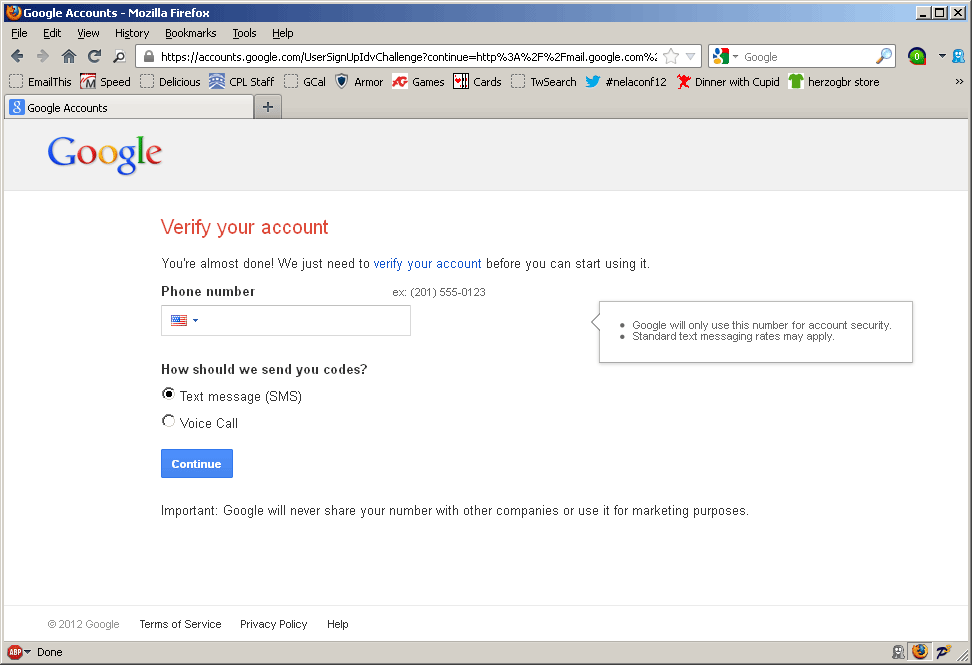 Google Accounts - Mozilla Firefox
File Edit View History Bookmarks Tools Help
https://accounts.google.com/UserSignUpIdvChallenge?continue=http%3A%2F%2Fmail.google.com%2 Google 0
EmailThis Speed Delicious CPL Staff GCal Armor AG Games Cards TwSearch #nelaconf12 Dinner with Cupid herzogbr store »
8 Google Accounts +
Google
Verify your account
You're almost done! We just need to verify your account before you can start using it.
Phone number ex: (201) 555-0123
Google will only use this number for account security.
Standard text messaging rates may apply.
How should we send you codes?
Text message (SMS)
Voice Call
Continue
Important: Google will never share your number with other companies or use it for marketing purposes.
© 2012 Google Terms of Service Privacy Policy Help
ABP Done